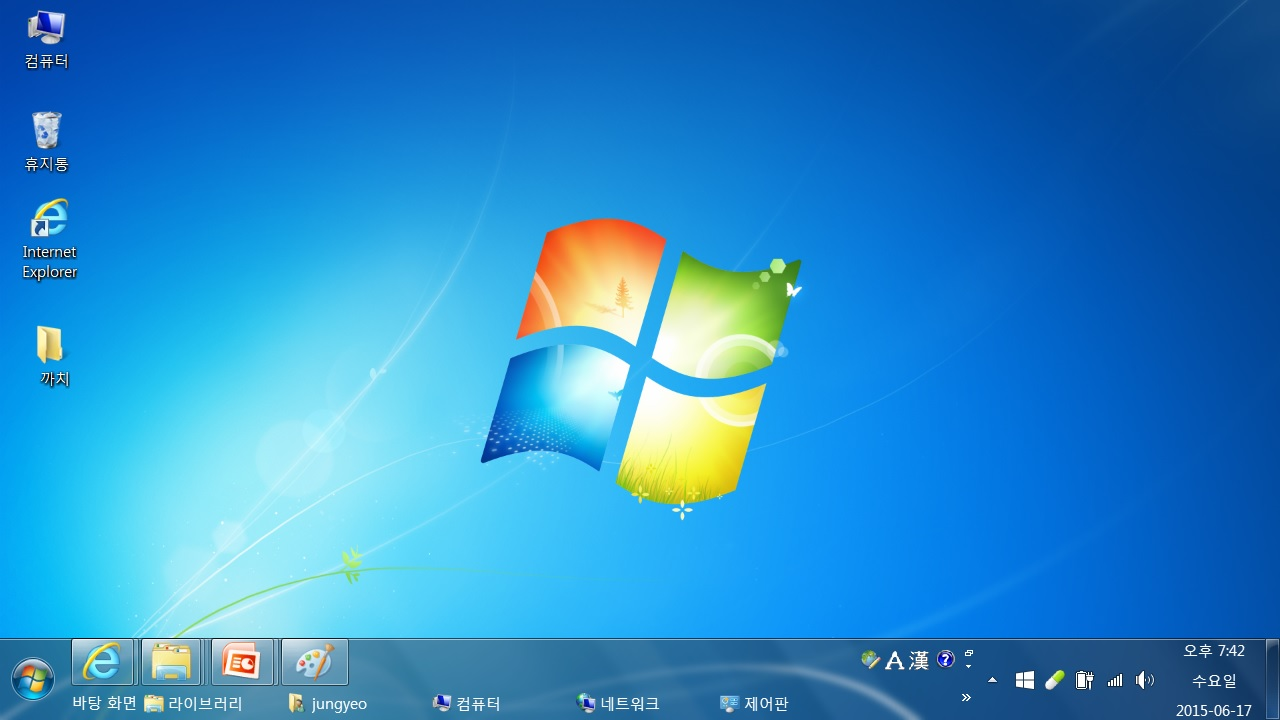 컴퓨터
휴지통
Internet
Explorer
까치
바탕 화면
라이브러리
jungyeo
컴퓨터
네트워크
제어판
A 漢
오후 7:42
수요일
2015-06-17